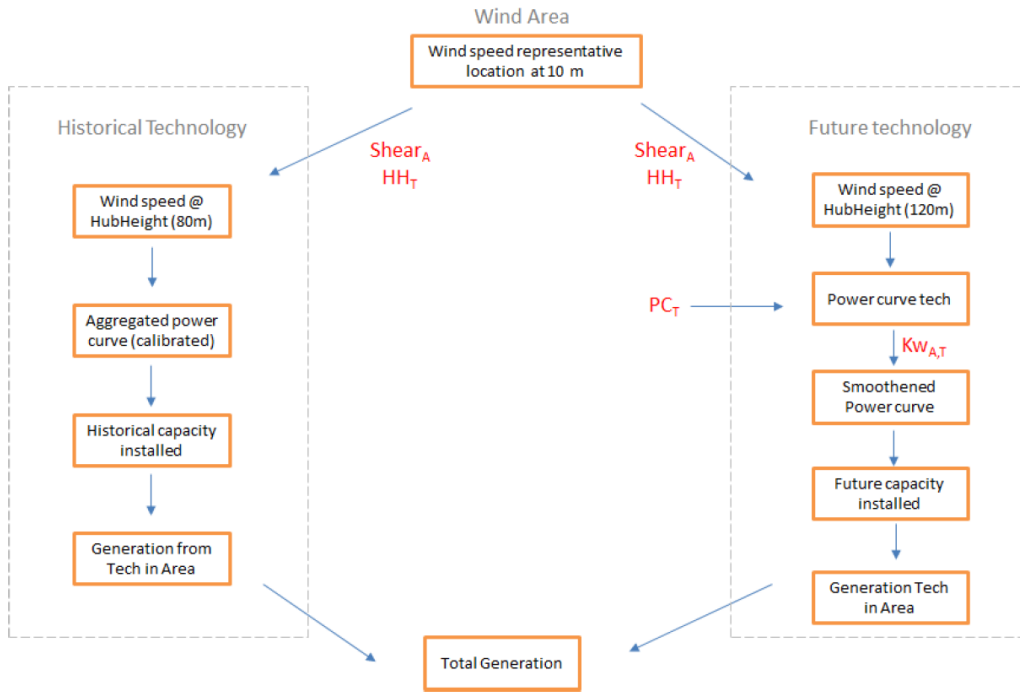 Wind Area
Wind speed representative
location at 10 m
Historical Technology
Shear_A
HH_T
Wind speed @
HubHeight (80m)
Aggregated power
curve (calibrated)
Historical capacity
installed
Generation from
Tech in Area
Future technology
Shear_A
HH_T
Wind speed @
HubHeight (120m)
PC_T
Power curve tech
Kw_A,T
Smoothened
Power curve
Future capacity
installed
Generation Tech
in Area
Total Generation